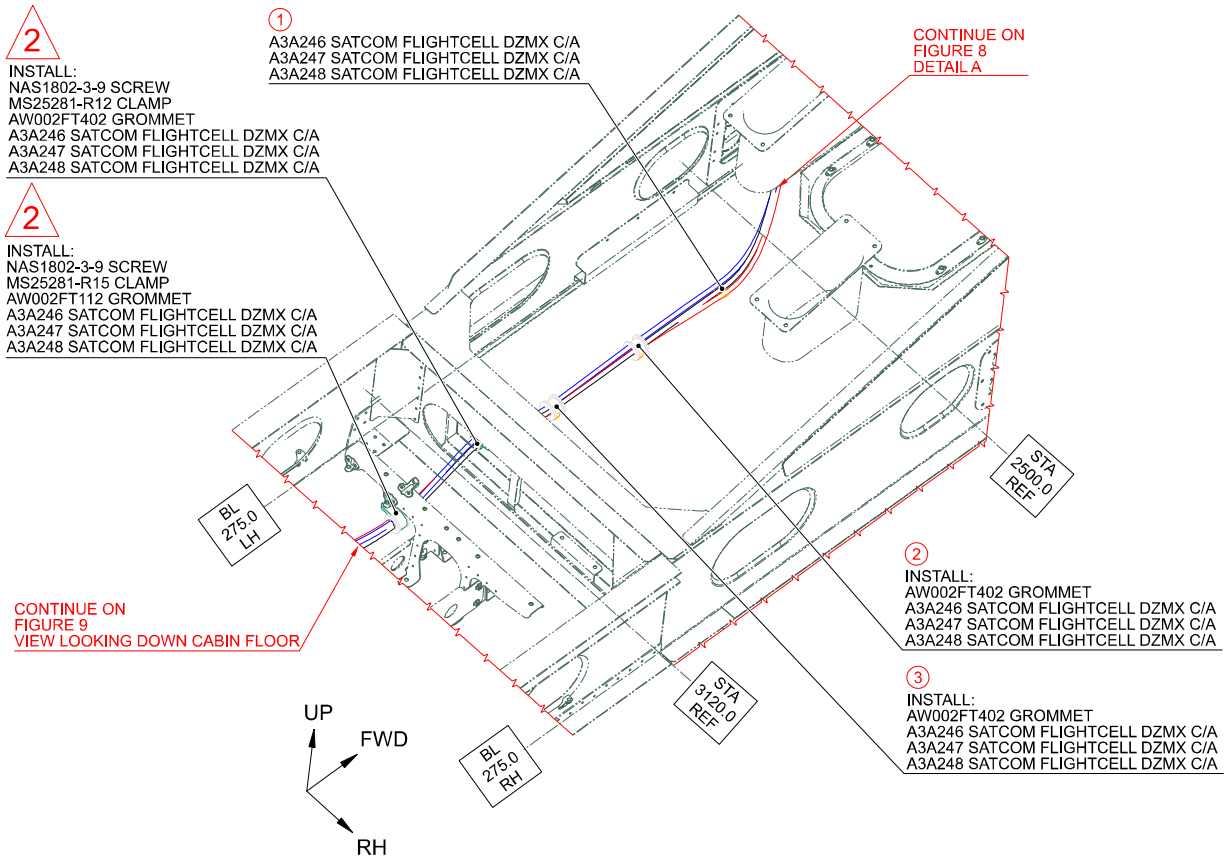 2
INSTALL:
NAS1802-3-9 SCREW
MS25281-R12 CLAMP
AW002FT402 GROMMET
A3A246 SATCOM FLIGHTCELL DZMX C/A
A3A247 SATCOM FLIGHTCELL DZMX C/A
A3A248 SATCOM FLIGHTCELL DZMX C/A
2
INSTALL:
NAS1802-3-9 SCREW
MS25281-R15 CLAMP
AW002FT112 GROMMET
A3A246 SATCOM FLIGHTCELL DZMX C/A
A3A247 SATCOM FLIGHTCELL DZMX C/A
A3A248 SATCOM FLIGHTCELL DZMX C/A
1
A3A246 SATCOM FLIGHTCELL DZMX C/A
A3A247 SATCOM FLIGHTCELL DZMX C/A
A3A248 SATCOM FLIGHTCELL DZMX C/A
CONTINUE ON
FIGURE 8
DETAIL A
STA
2500.0
REF
BL
275.0
LH
CONTINUE ON
FIGURE 9
VIEW LOOKING DOWN CABIN FLOOR
2
INSTALL:
AW002FT402 GROMMET
A3A246 SATCOM FLIGHTCELL DZMX C/A
A3A247 SATCOM FLIGHTCELL DZMX C/A
A3A248 SATCOM FLIGHTCELL DZMX C/A
3
INSTALL:
AW002FT402 GROMMET
A3A246 SATCOM FLIGHTCELL DZMX C/A
A3A247 SATCOM FLIGHTCELL DZMX C/A
A3A248 SATCOM FLIGHTCELL DZMX C/A
STA
3120.0
REF
BL
275.0
RH
UP
FWD
RH